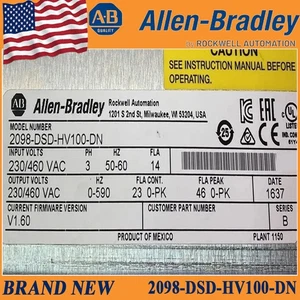 Allen-Bradley
by ROCKWELL AUTOMATION
CAUTION
SEE INSTRUCTION MANUAL BEFORE
OPERATING.
AB Allen-Bradley
Rockwell Automation
1201 S 2nd St, Milwaukee, WI 53204, USA
MODEL NUMBER
2098-DSD-HV100-DN
INPUT VOLTS PH HZ FLA
230/460 VAC 3 50-60 14
OUTPUT VOLTS HZ FLA CONT. FLA PK DATE
230/460 VAC 0-590 23 0-PK 46 0-PK 1637
CURRENT FIRMWARE VERSION CUSTOMER PART NUMBER SERIES
V1.60 B
PRODUCT OF MEXICO PLANT 1150
BRAND NEW 2098-DSD-HV100-DN